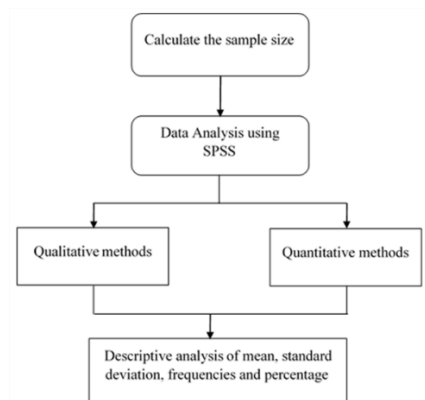 Calculate the sample size
Data Analysis using
SPSS
Qualitative methods
Quantitative methods
Descriptive analysis of mean, standard
deviation, frequencies and percentage